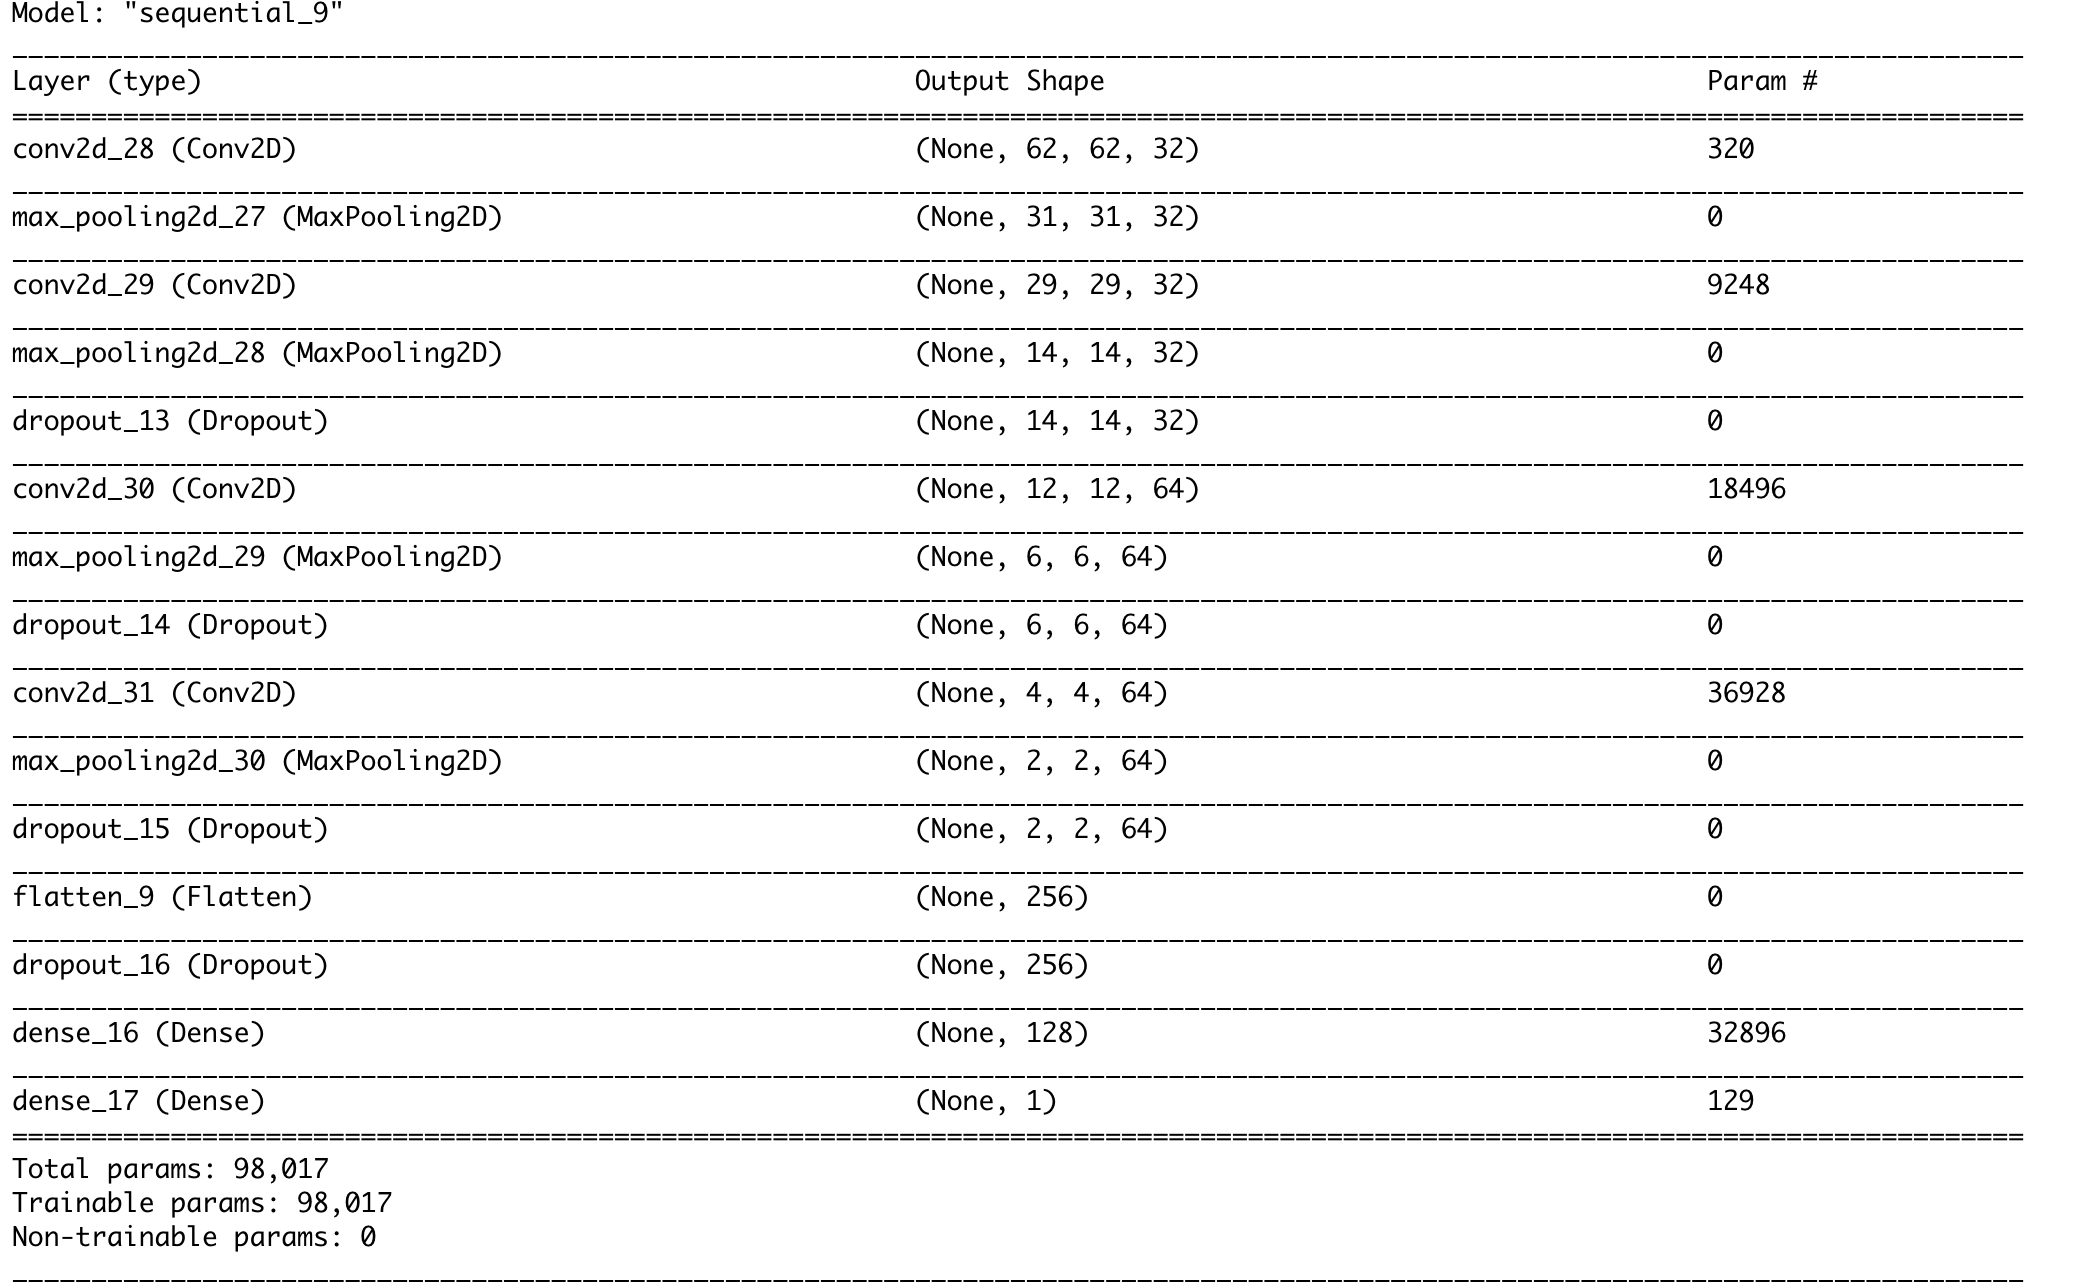 Model: "sequential_9"
Layer (type) Output Shape Param #
conv2d_28 (Conv2D) (None, 62, 62, 32) 320
max_pooling2d_27 (MaxPooling2D) (None, 31, 31, 32) 0
conv2d_29 (Conv2D) (None, 29, 29, 32) 9248
max_pooling2d_28 (MaxPooling2D) (None, 14, 14, 32) 0
dropout_13 (Dropout) (None, 14, 14, 32) 0
conv2d_30 (Conv2D) (None, 12, 12, 64) 18496
max_pooling2d_29 (MaxPooling2D) (None, 6, 6, 64) 0
dropout_14 (Dropout) (None, 6, 6, 64) 0
conv2d_31 (Conv2D) (None, 4, 4, 64) 36928
max_pooling2d_30 (MaxPooling2D) (None, 2, 2, 64) 0
dropout_15 (Dropout) (None, 2, 2, 64) 0
flatten_9 (Flatten) (None, 256) 0
dropout_16 (Dropout) (None, 256) 0
dense_16 (Dense) (None, 128) 32896
dense_17 (Dense) (None, 1) 129
Total params: 98,017
Trainable params: 98,017
Non-trainable params: 0